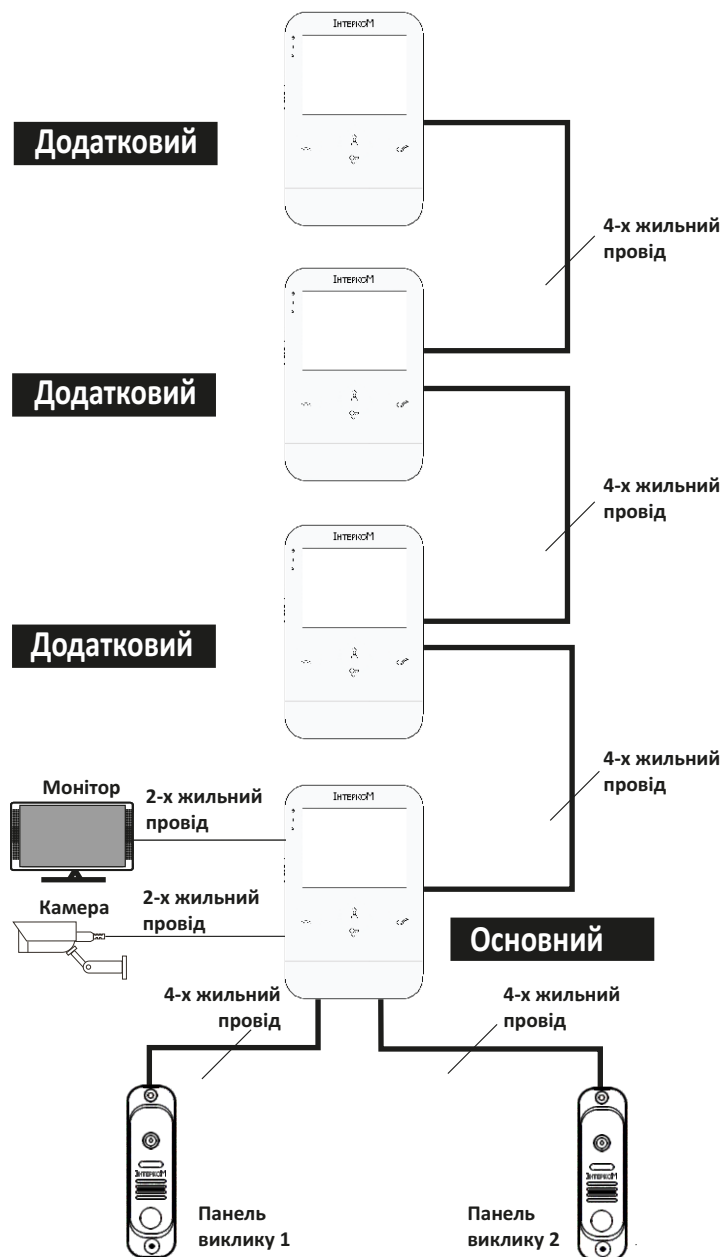 ІНТЕРКОМ
Додатковий
4-х жильний
провід
ІНТЕРКОМ
Додатковий
4-х жильний
провід
ІНТЕРКОМ
Додатковий
4-х жильний
провід
Монітор
2-х жильний
провід
ІНТЕРКОМ
Камера
2-х жильний
провід
Основний
4-х жильний
провід
4-х жильний
провід
ІНТЕРКОМ
ІНТЕРКОМ
Панель
виклику 1
Панель
виклику 2